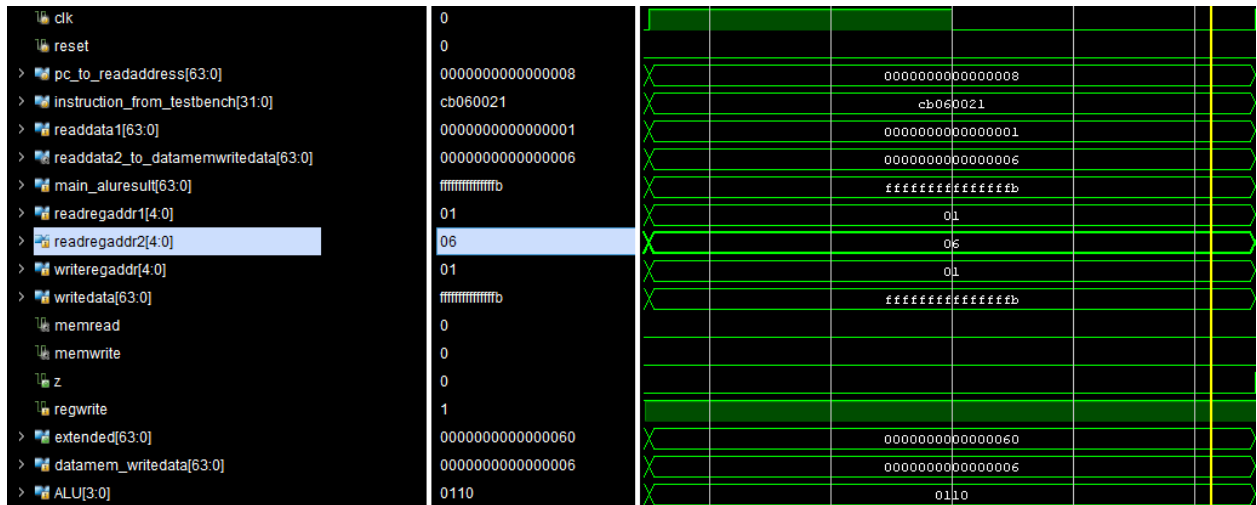 clk 0
reset 0
pc_to_readaddress[63:0] 0000000000000008 0000000000000008
instruction_from_testbench[31:0] cb060021 cb060021
readdata1[63:0] 0000000000000001 0000000000000001
readdata2_to_datamemwritedata[63:0] 0000000000000006 0000000000000006
main_aluresult[63:0] fffffffffffffffb fffffffffffffffb
readregaddr1[4:0] 01 01
readregaddr2[4:0] 06 06
writeregaddr[4:0] 01 01
writedata[63:0] fffffffffffffffb fffffffffffffffb
memread 0
memwrite 0
z 0
regwrite 1
extended[63:0] 0000000000000060 0000000000000060
datamem_writedata[63:0] 0000000000000006 0000000000000006
ALU[3:0] 0110 0110